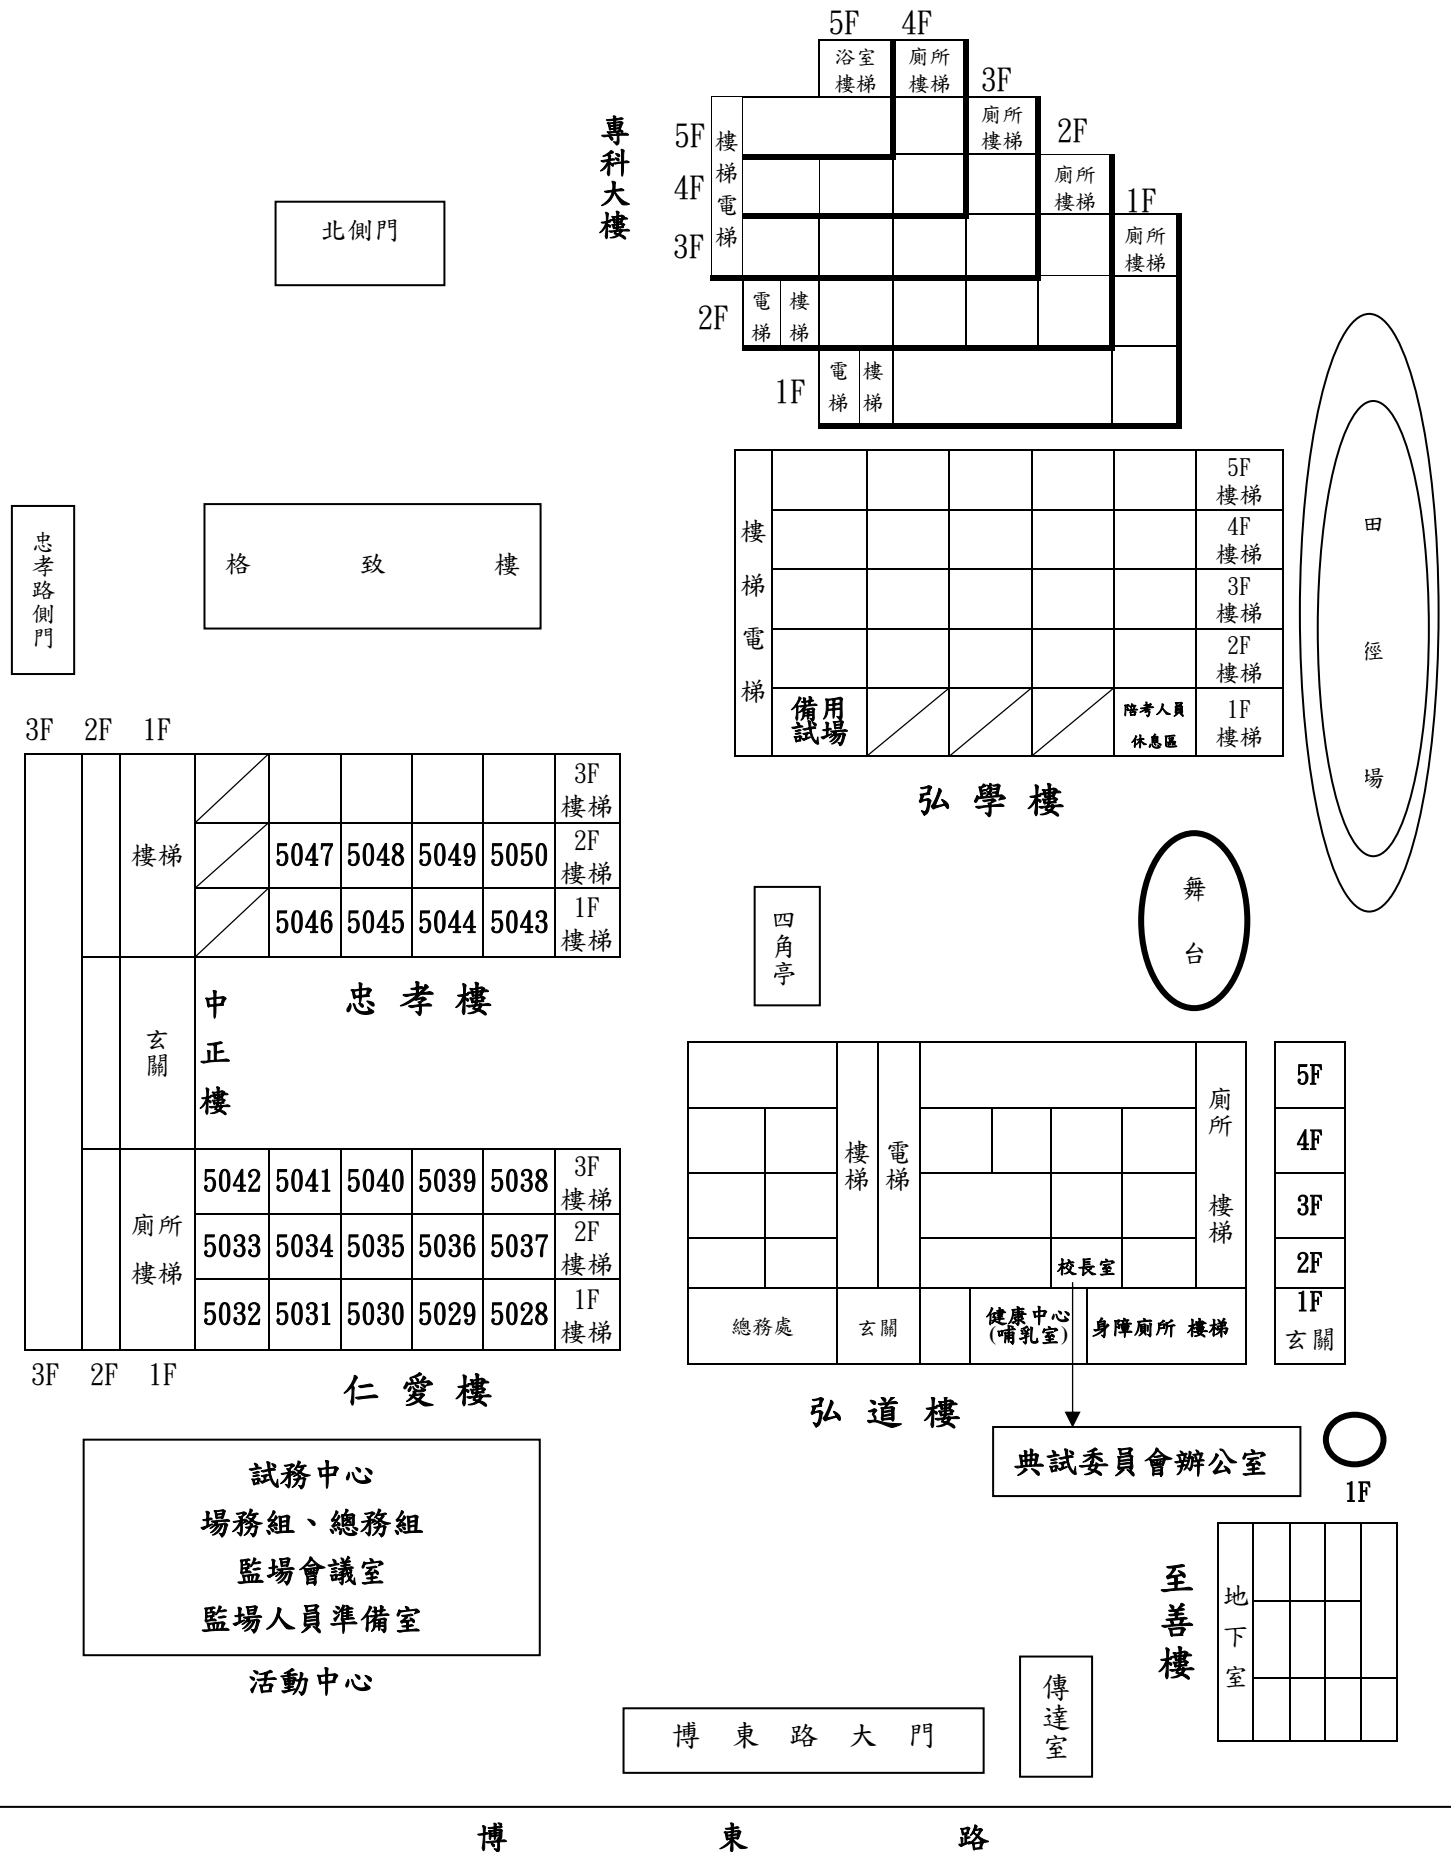 5F 4F
浴室 廁所
樓梯 樓梯
3F
廁所
樓梯
2F
廁所
樓梯
1F
廁所
樓梯
專科大樓
5F
4F
3F
樓梯電梯
2F
電梯 樓梯
1F
電梯 樓梯
北側門
忠孝路側門
格 致 樓
樓梯電梯
5F
樓梯
4F
樓梯
3F
樓梯
2F
樓梯
備用
試場
陪考人員
休息區
1F
樓梯
弘 學 樓
田徑場
3F 2F 1F
樓梯
3F
樓梯
5047 5048 5049 5050
2F
樓梯
5046 5045 5044 5043
1F
樓梯
忠 孝 樓
玄關
中正樓
四角亭
舞台
廁所
樓梯
5042 5041 5040 5039 5038
3F
樓梯
5033 5034 5035 5036 5037
2F
樓梯
5032 5031 5030 5029 5028
1F
樓梯
3F 2F 1F
仁 愛 樓
樓梯 電梯
廁所
樓梯
5F
4F
3F
校長室
2F
總務處 玄關
健康中心
(哺乳室)
身障廁所 樓梯
1F
玄關
弘 道 樓
典試委員會辦公室
試務中心
場務組、總務組
監場會議室
監場人員準備室
活動中心
1F
至善樓
地下室
傳達室
博 東 路 大 門
博 東 路